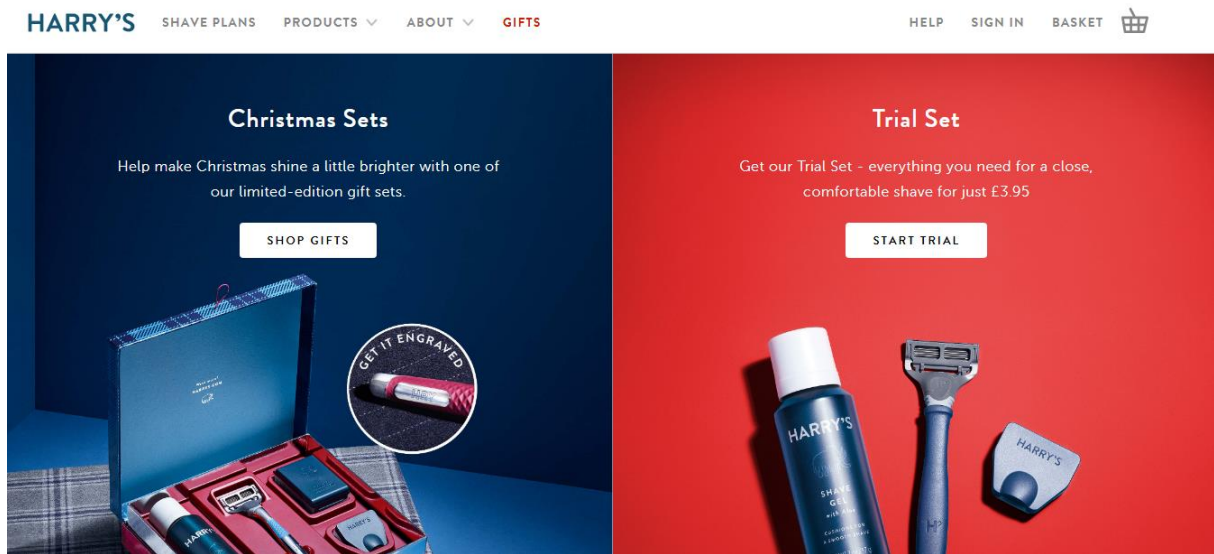 HARRY'S
SHAVE PLANS
PRODUCTS
ABOUT
GIFTS
HELP
SIGN IN
BASKET
Christmas Sets
Help make Christmas shine a little brighter with one of
our limited-edition gift sets.
SHOP GIFTS
GET IT ENGRAVED
HARRY'S
Trial Set
Get our Trial Set - everything you need for a close,
comfortable shave for just £3.95
START TRIAL
HARRY'S
SHAVE
GEL
with Aloe
HARRY'S